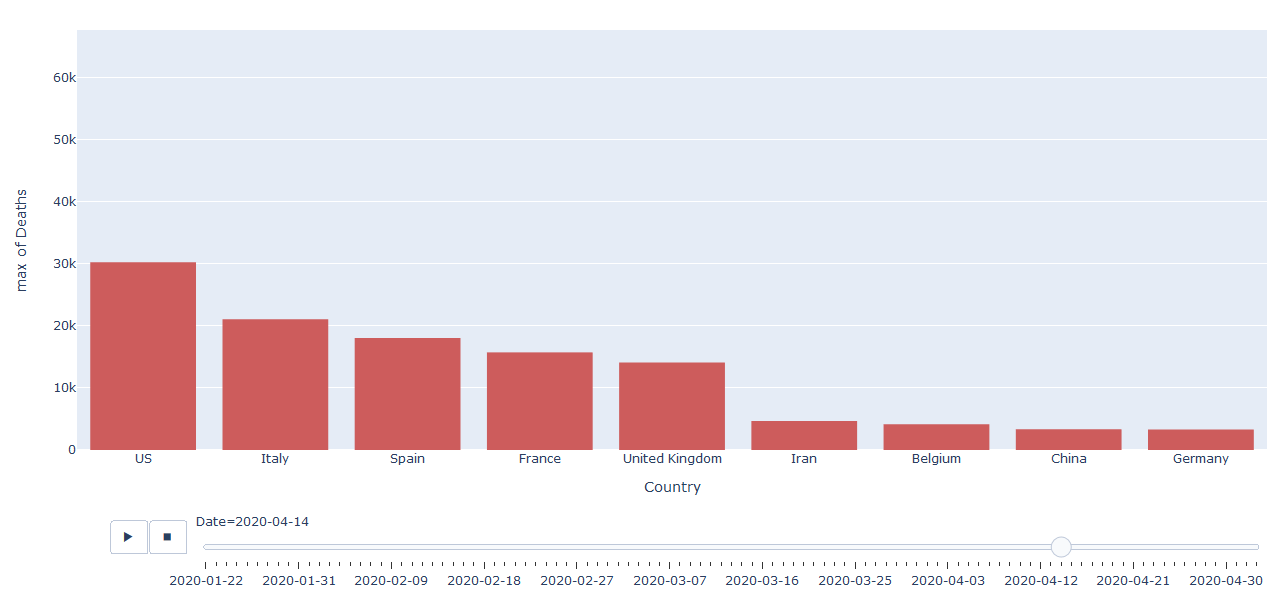 60k
50k
40k
30k
20k
10k
0
max of Deaths
US Italy Spain France United Kingdom Iran Belgium China Germany
Country
Date=2020-04-14
2020-01-22 2020-01-31 2020-02-09 2020-02-18 2020-02-27 2020-03-07 2020-03-16 2020-03-25 2020-04-03 2020-04-12 2020-04-21 2020-04-30